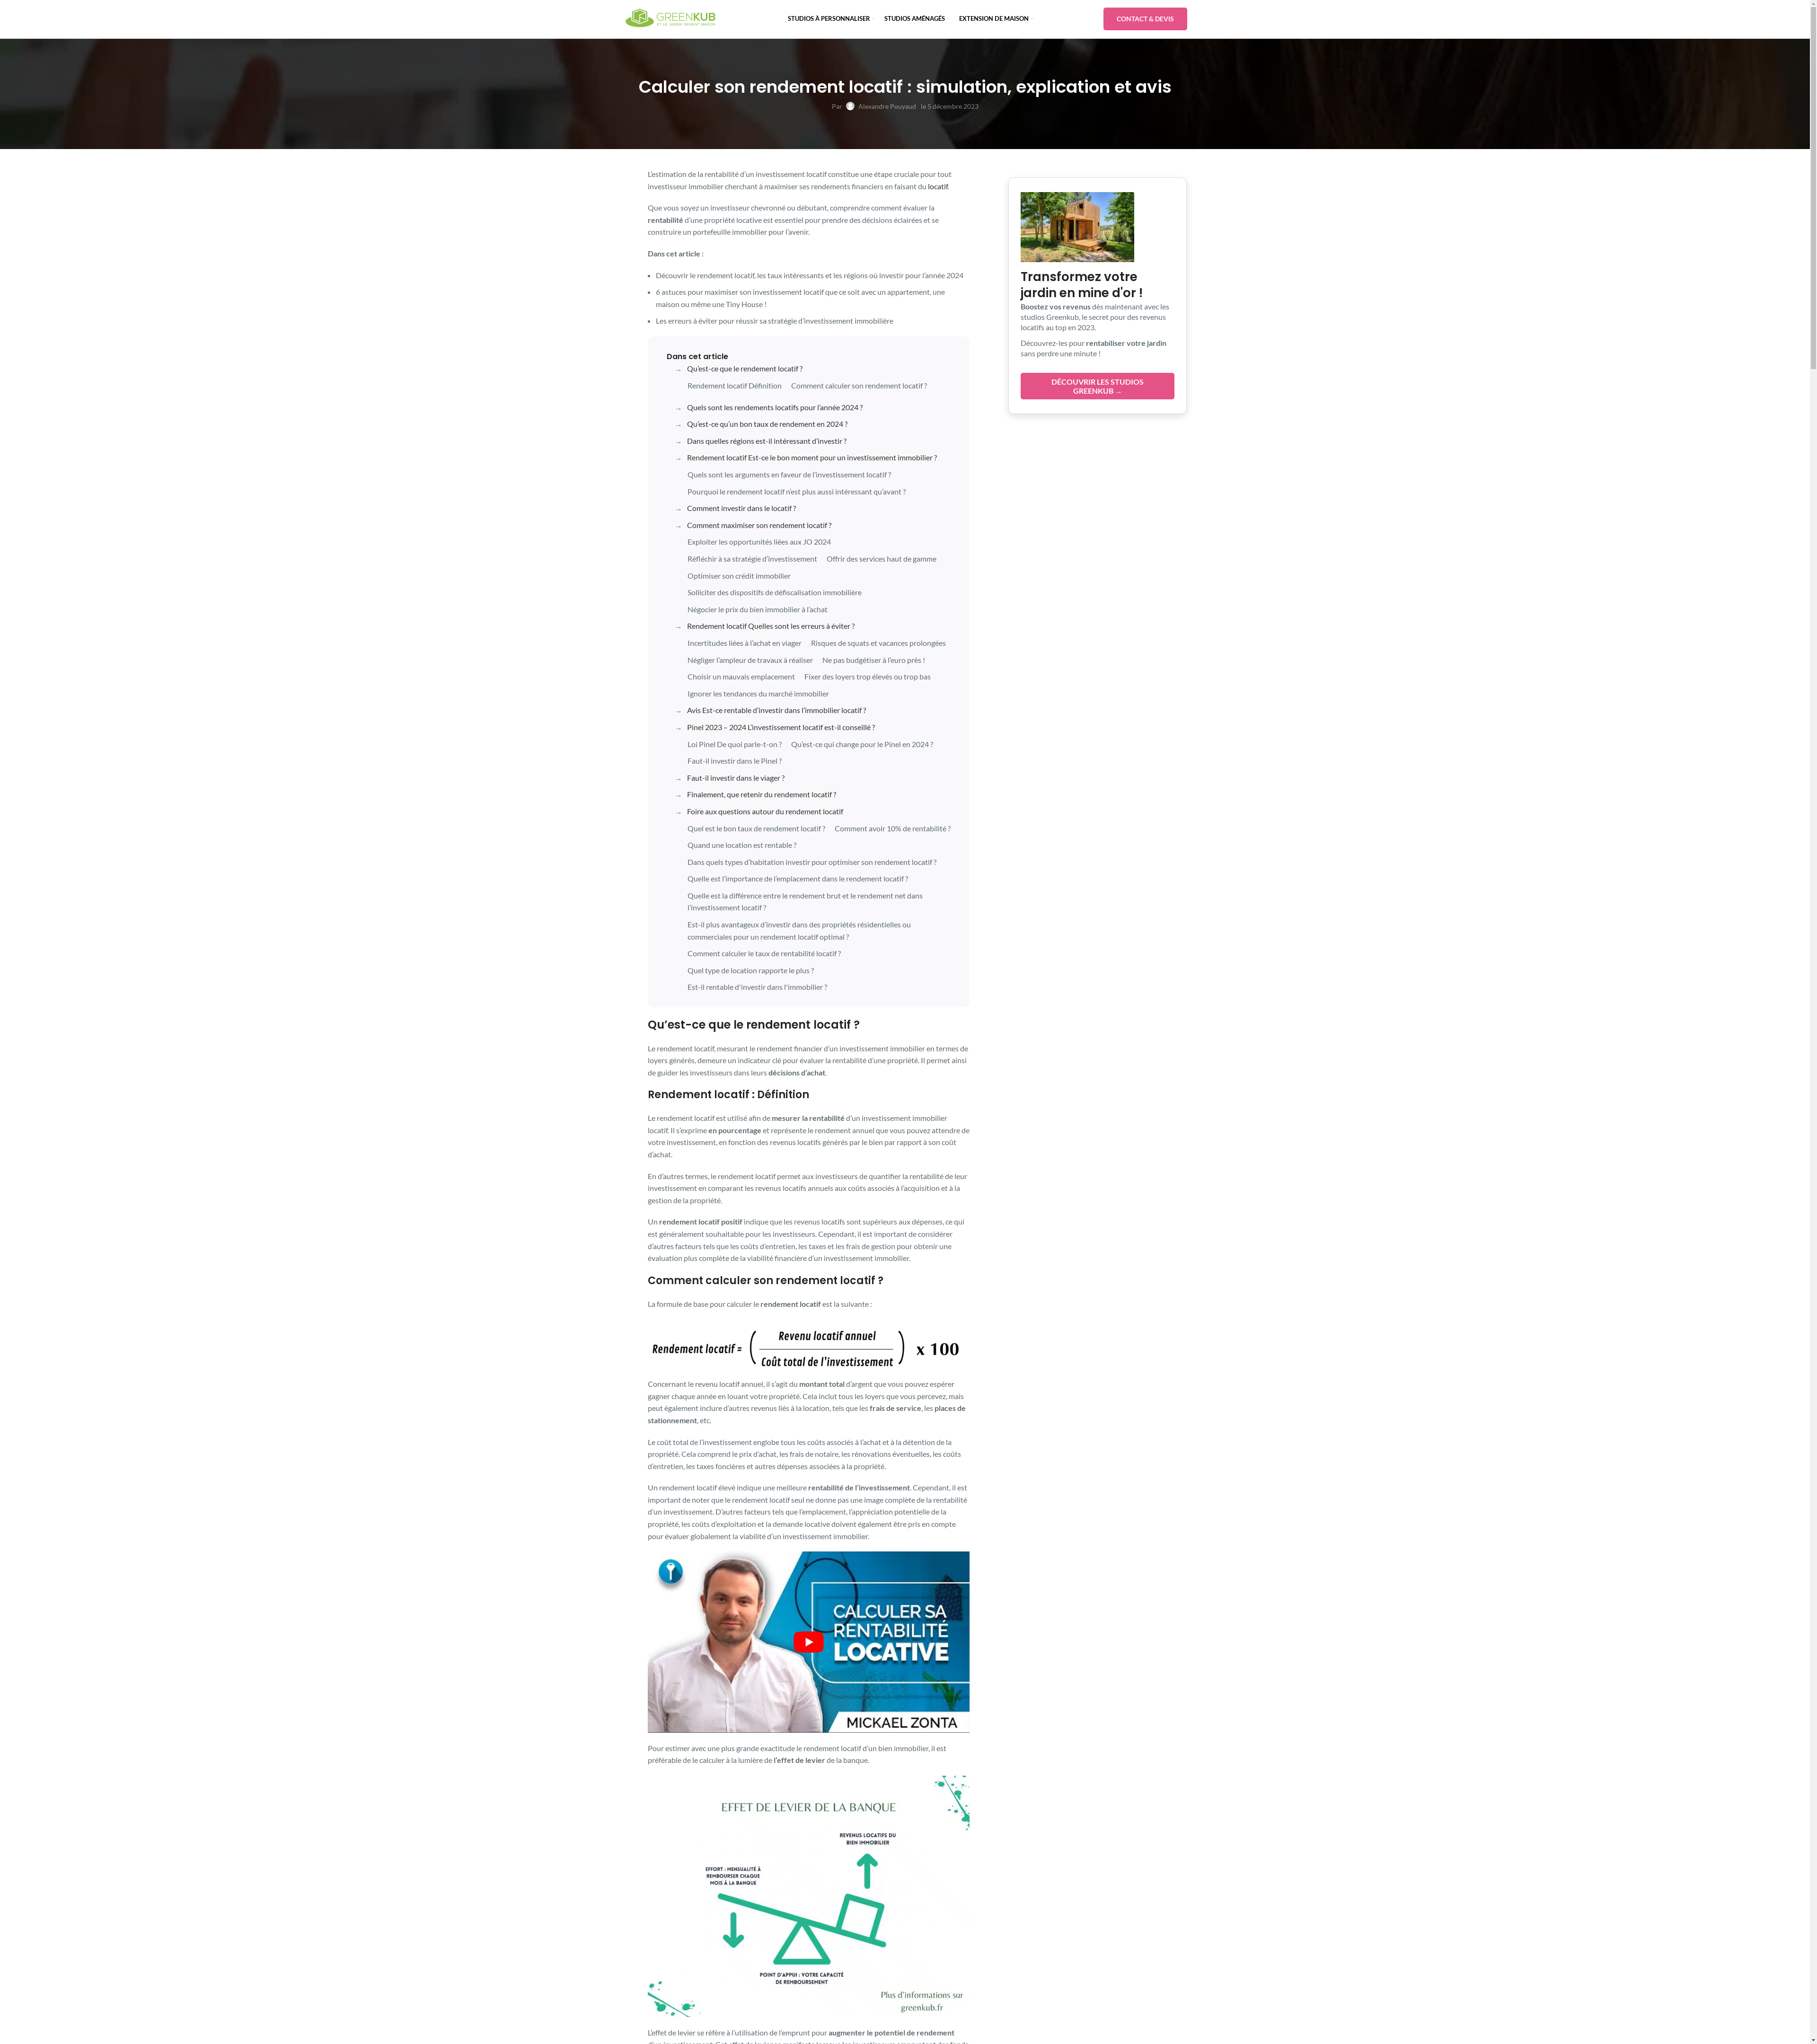 GREENKUB
ET LE JARDIN DEVIENT MAISON
STUDIOS À PERSONNALISER
STUDIOS AMÉNAGÉS
EXTENSION DE MAISON
CONTACT & DEVIS
Calculer son rendement locatif : simulation, explication et avis
Par Alexandre Pouyaud le 5 décembre 2023
L’estimation de la rentabilité d’un investissement locatif constitue une étape cruciale pour tout
investisseur immobilier cherchant à maximiser ses rendements financiers en faisant du locatif.
Que vous soyez un investisseur chevronné ou débutant, comprendre comment évaluer la
rentabilité d’une propriété locative est essentiel pour prendre des décisions éclairées et se
construire un portefeuille immobilier pour l’avenir.
Dans cet article :
• Découvrir le rendement locatif, les taux intéressants et les régions où investir pour l’année 2024
• 6 astuces pour maximiser son investissement locatif que ce soit avec un appartement, une
maison ou même une Tiny House !
• Les erreurs à éviter pour réussir sa stratégie d’investissement immobilière
Transformez votre
jardin en mine d'or !
Boostez vos revenus dès maintenant avec les
studios Greenkub, le secret pour des revenus
locatifs au top en 2023.
Découvrez-les pour rentabiliser votre jardin
sans perdre une minute !
DÉCOUVRIR LES STUDIOS
GREENKUB →
Dans cet article
→ Qu’est-ce que le rendement locatif ?
Rendement locatif Définition Comment calculer son rendement locatif ?
→ Quels sont les rendements locatifs pour l’année 2024 ?
→ Qu’est-ce qu’un bon taux de rendement en 2024 ?
→ Dans quelles régions est-il intéressant d’investir ?
→ Rendement locatif Est-ce le bon moment pour un investissement immobilier ?
Quels sont les arguments en faveur de l’investissement locatif ?
Pourquoi le rendement locatif n’est plus aussi intéressant qu’avant ?
→ Comment investir dans le locatif ?
→ Comment maximiser son rendement locatif ?
Exploiter les opportunités liées aux JO 2024
Réfléchir à sa stratégie d’investissement Offrir des services haut de gamme
Optimiser son crédit immobilier
Solliciter des dispositifs de défiscalisation immobilière
Négocier le prix du bien immobilier à l’achat
→ Rendement locatif Quelles sont les erreurs à éviter ?
Incertitudes liées à l’achat en viager Risques de squats et vacances prolongées
Négliger l’ampleur de travaux à réaliser Ne pas budgétiser à l’euro près !
Choisir un mauvais emplacement Fixer des loyers trop élevés ou trop bas
Ignorer les tendances du marché immobilier
→ Avis Est-ce rentable d’investir dans l’immobilier locatif ?
→ Pinel 2023 – 2024 L’investissement locatif est-il conseillé ?
Loi Pinel De quoi parle-t-on ? Qu’est-ce qui change pour le Pinel en 2024 ?
Faut-il investir dans le Pinel ?
→ Faut-il investir dans le viager ?
→ Finalement, que retenir du rendement locatif ?
→ Foire aux questions autour du rendement locatif
Quel est le bon taux de rendement locatif ? Comment avoir 10% de rentabilité ?
Quand une location est rentable ?
Dans quels types d’habitation investir pour optimiser son rendement locatif ?
Quelle est l’importance de l’emplacement dans le rendement locatif ?
Quelle est la différence entre le rendement brut et le rendement net dans
l’investissement locatif ?
Est-il plus avantageux d’investir dans des propriétés résidentielles ou
commerciales pour un rendement locatif optimal ?
Comment calculer le taux de rentabilité locatif ?
Quel type de location rapporte le plus ?
Est-il rentable d'investir dans l'immobilier ?
Qu’est-ce que le rendement locatif ?
Le rendement locatif, mesurant le rendement financier d’un investissement immobilier en termes de
loyers générés, demeure un indicateur clé pour évaluer la rentabilité d’une propriété. Il permet ainsi
de guider les investisseurs dans leurs décisions d’achat.
Rendement locatif : Définition
Le rendement locatif est utilisé afin de mesurer la rentabilité d’un investissement immobilier
locatif. Il s’exprime en pourcentage et représente le rendement annuel que vous pouvez attendre de
votre investissement, en fonction des revenus locatifs générés par le bien par rapport à son coût
d’achat.
En d’autres termes, le rendement locatif permet aux investisseurs de quantifier la rentabilité de leur
investissement en comparant les revenus locatifs annuels aux coûts associés à l’acquisition et à la
gestion de la propriété.
Un rendement locatif positif indique que les revenus locatifs sont supérieurs aux dépenses, ce qui
est généralement souhaitable pour les investisseurs. Cependant, il est important de considérer
d’autres facteurs tels que les coûts d’entretien, les taxes et les frais de gestion pour obtenir une
évaluation plus complète de la viabilité financière d’un investissement immobilier.
Comment calculer son rendement locatif ?
La formule de base pour calculer le rendement locatif est la suivante :
Revenu locatif annuel
Rendement locatif = ( ) x 100
Coût total de l’investissement
Concernant le revenu locatif annuel, il s’agit du montant total d’argent que vous pouvez espérer
gagner chaque année en louant votre propriété. Cela inclut tous les loyers que vous percevez, mais
peut également inclure d’autres revenus liés à la location, tels que les frais de service, les places de
stationnement, etc.
Le coût total de l’investissement englobe tous les coûts associés à l’achat et à la détention de la
propriété. Cela comprend le prix d’achat, les frais de notaire, les rénovations éventuelles, les coûts
d’entretien, les taxes foncières et autres dépenses associées à la propriété.
Un rendement locatif élevé indique une meilleure rentabilité de l’investissement. Cependant, il est
important de noter que le rendement locatif seul ne donne pas une image complète de la rentabilité
d’un investissement. D’autres facteurs tels que l’emplacement, l’appréciation potentielle de la
propriété, les coûts d’exploitation et la demande locative doivent également être pris en compte
pour évaluer globalement la viabilité d’un investissement immobilier.
CALCULER SA
RENTABILITÉ
LOCATIVE
MICKAEL ZONTA
Pour estimer avec une plus grande exactitude le rendement locatif d’un bien immobilier, il est
préférable de le calculer à la lumière de l’effet de levier de la banque.
EFFET DE LEVIER DE LA BANQUE
REVENUS LOCATIFS DU
BIEN IMMOBILIER
EFFORT : MENSUALITÉ À
REMBOURSER CHAQUE
MOIS À LA BANQUE
POINT D'APPUI : VOTRE CAPACITÉ
DE REMBOURSEMENT
Plus d'informations sur
greenkub.fr
L’effet de levier se réfère à l’utilisation de l’emprunt pour augmenter le potentiel de rendement